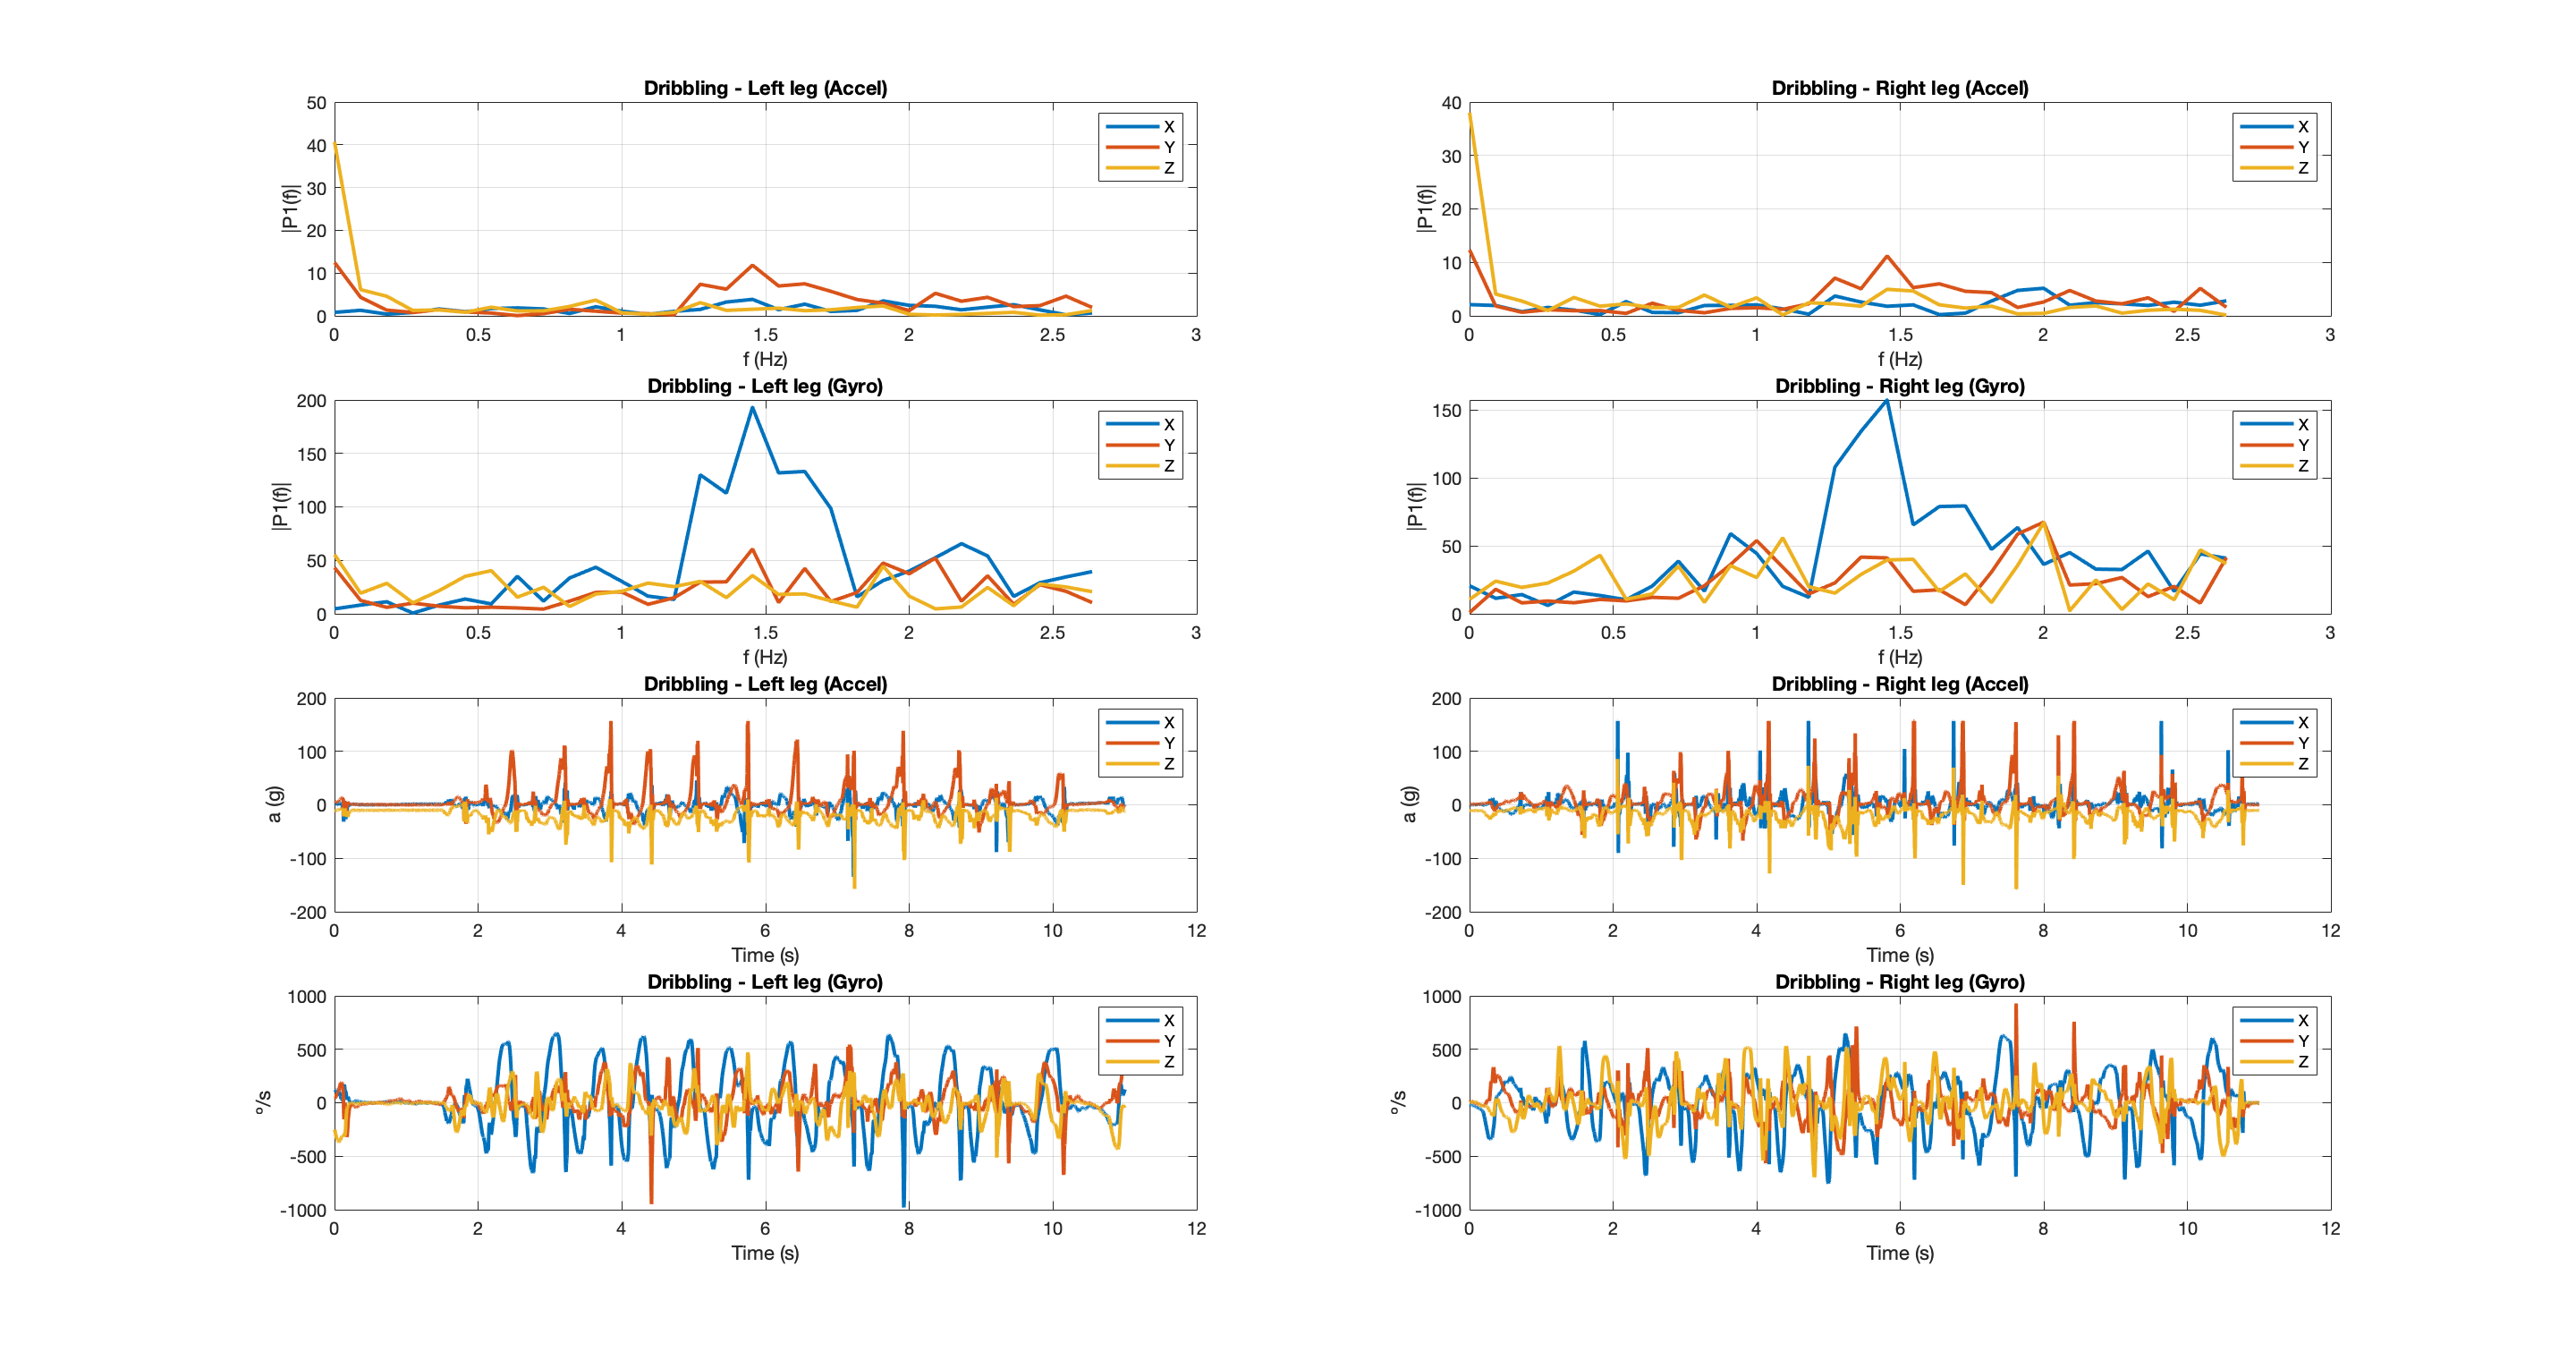 Dribbling - Left leg (Accel)
50
40
30
20
10
0
|P1(f)|
X
Y
Z
0 0.5 1 1.5 2 2.5 3
f (Hz)
Dribbling - Left leg (Gyro)
200
150
100
50
0
|P1(f)|
X
Y
Z
0 0.5 1 1.5 2 2.5 3
f (Hz)
Dribbling - Left leg (Accel)
200
100
0
-100
-200
a (g)
X
Y
Z
0 2 4 6 8 10 12
Time (s)
Dribbling - Left leg (Gyro)
1000
500
0
-500
-1000
º/s
X
Y
Z
0 2 4 6 8 10 12
Time (s)
Dribbling - Right leg (Accel)
40
30
20
10
0
|P1(f)|
X
Y
Z
0 0.5 1 1.5 2 2.5 3
f (Hz)
Dribbling - Right leg (Gyro)
150
100
50
0
|P1(f)|
X
Y
Z
0 0.5 1 1.5 2 2.5 3
f (Hz)
Dribbling - Right leg (Accel)
200
100
0
-100
-200
a (g)
X
Y
Z
0 2 4 6 8 10 12
Time (s)
Dribbling - Right leg (Gyro)
1000
500
0
-500
-1000
º/s
X
Y
Z
0 2 4 6 8 10 12
Time (s)